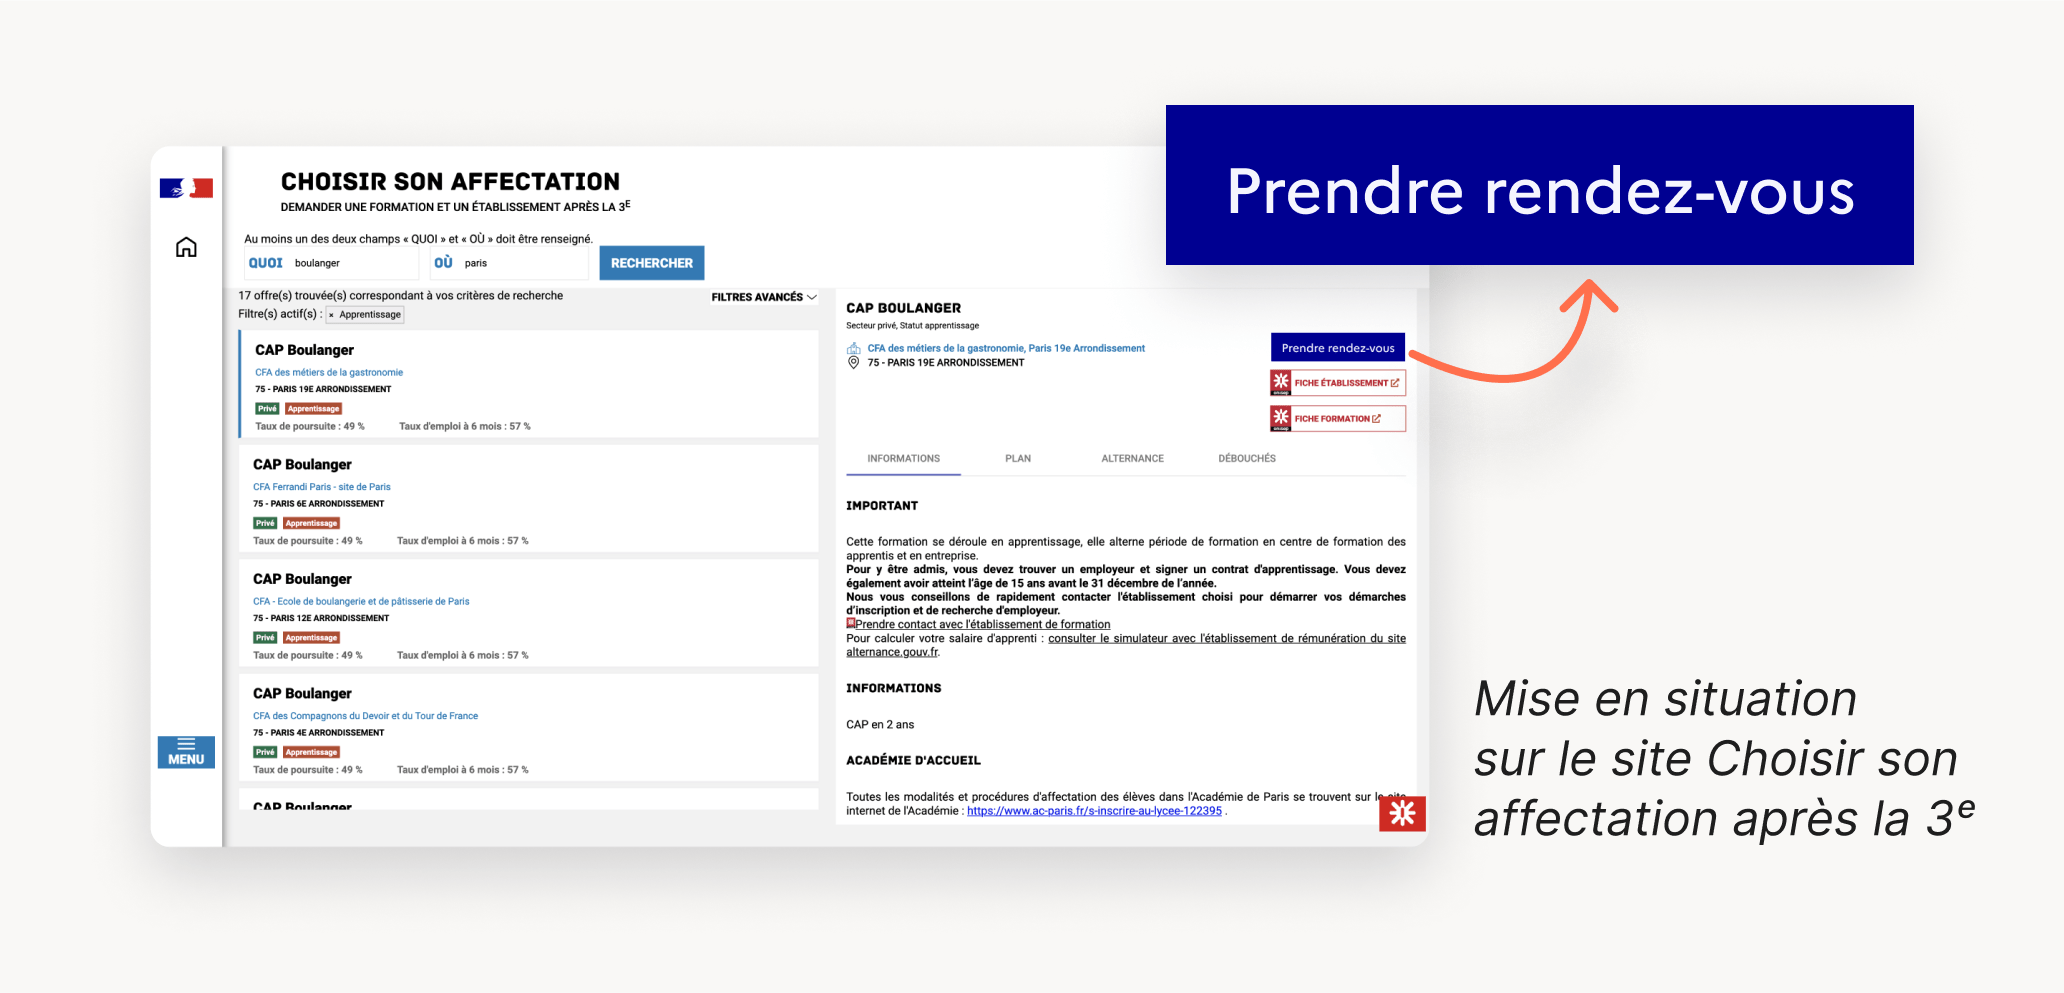 CHOISIR SON AFFECTATION
DEMANDER UNE FORMATION ET UN ÉTABLISSEMENT APRÈS LA 3E
Au moins un des deux champs « QUOI » et « OÙ » doit être renseigné.
QUOI boulanger OÙ paris RECHERCHER
17 offre(s) trouvée(s) correspondant à vos critères de recherche
FILTRES AVANCÉS
Filtre(s) actif(s) : × Apprentissage
CAP Boulanger
CFA des métiers de la gastronomie
75 - PARIS 19E ARRONDISSEMENT
Privé Apprentissage
Taux de poursuite : 49 % Taux d'emploi à 6 mois : 57 %
CAP Boulanger
CFA Ferrandi Paris - site de Paris
75 - PARIS 6E ARRONDISSEMENT
Privé Apprentissage
Taux de poursuite : 49 % Taux d'emploi à 6 mois : 57 %
CAP Boulanger
CFA - Ecole de boulangerie et de pâtisserie de Paris
75 - PARIS 12E ARRONDISSEMENT
Privé Apprentissage
Taux de poursuite : 49 % Taux d'emploi à 6 mois : 57 %
CAP Boulanger
CFA des Compagnons du Devoir et du Tour de France
75 - PARIS 4E ARRONDISSEMENT
Privé Apprentissage
Taux de poursuite : 49 % Taux d'emploi à 6 mois : 57 %
CAP Boulanger
MENU
CAP BOULANGER
Secteur privé, Statut apprentissage
CFA des métiers de la gastronomie, Paris 19e Arrondissement
75 - PARIS 19E ARRONDISSEMENT
Prendre rendez-vous
FICHE ÉTABLISSEMENT
FICHE FORMATION
INFORMATIONS PLAN ALTERNANCE DÉBOUCHÉS
IMPORTANT
Cette formation se déroule en apprentissage, elle alterne période de formation en centre de formation des
apprentis et en entreprise.
Pour y être admis, vous devez trouver un employeur et signer un contrat d'apprentissage. Vous devez
également avoir atteint l'âge de 15 ans avant le 31 décembre de l'année.
Nous vous conseillons de rapidement contacter l'établissement choisi pour démarrer vos démarches
d'inscription et de recherche d'employeur.
Prendre contact avec l'établissement de formation
Pour calculer votre salaire d'apprenti : consulter le simulateur avec l'établissement de rémunération du site
alternance.gouv.fr.
INFORMATIONS
CAP en 2 ans
ACADÉMIE D'ACCUEIL
Toutes les modalités et procédures d'affectation des élèves dans l'Académie de Paris se trouvent sur le site
internet de l'Académie : https://www.ac-paris.fr/s-inscrire-au-lycee-122395 .
Prendre rendez-vous
Mise en situation
sur le site Choisir son
affectation après la 3e